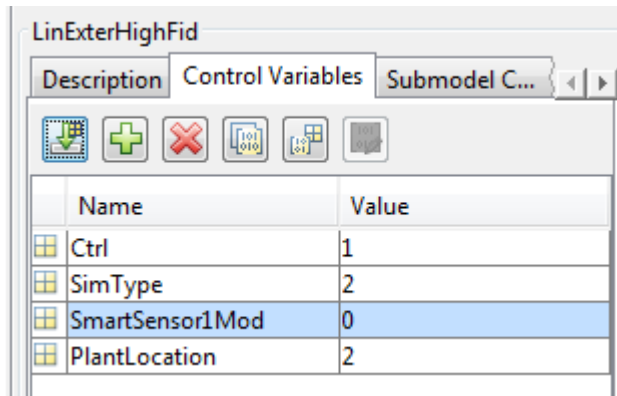 LinExterHighFid
Description Control Variables Submodel C...
Name Value
Ctrl 1
SimType 2
SmartSensor1Mod 0
PlantLocation 2